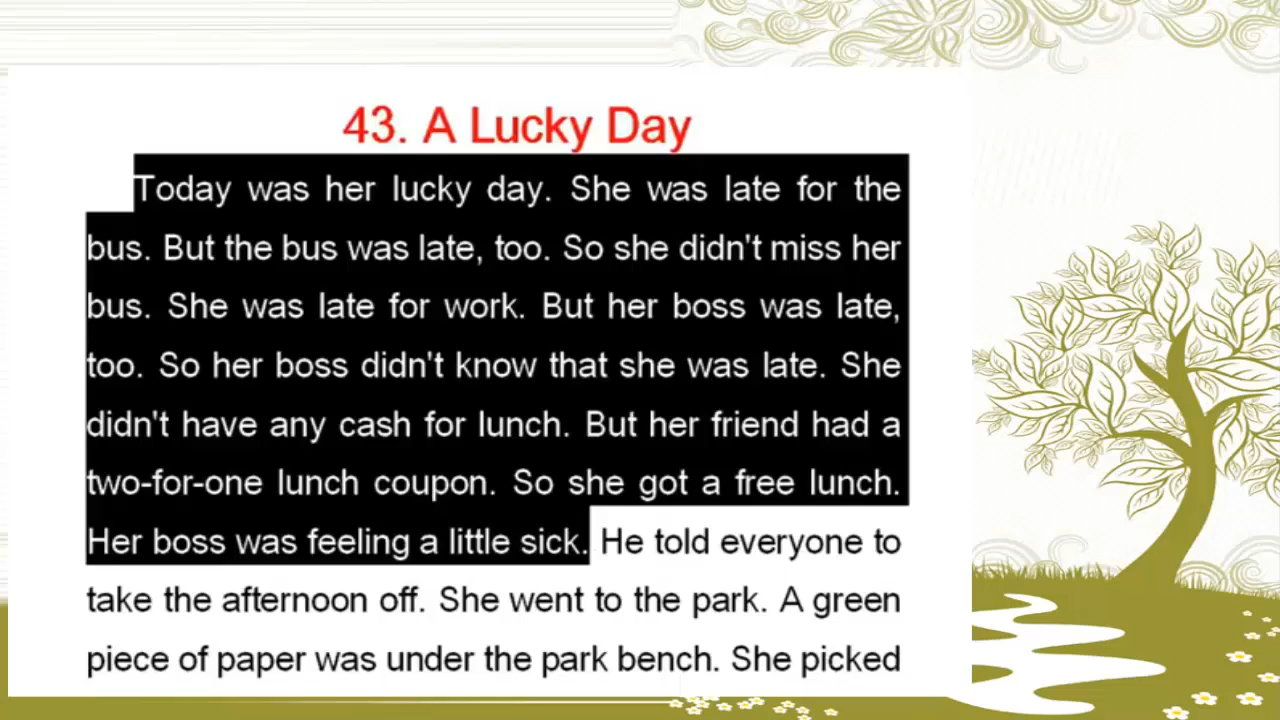 43. A Lucky Day
Today was her lucky day. She was late for the
bus. But the bus was late, too. So she didn't miss her
bus. She was late for work. But her boss was late,
too. So her boss didn't know that she was late. She
didn't have any cash for lunch. But her friend had a
two-for-one lunch coupon. So she got a free lunch.
Her boss was feeling a little sick. He told everyone to
take the afternoon off. She went to the park. A green
piece of paper was under the park bench. She picked